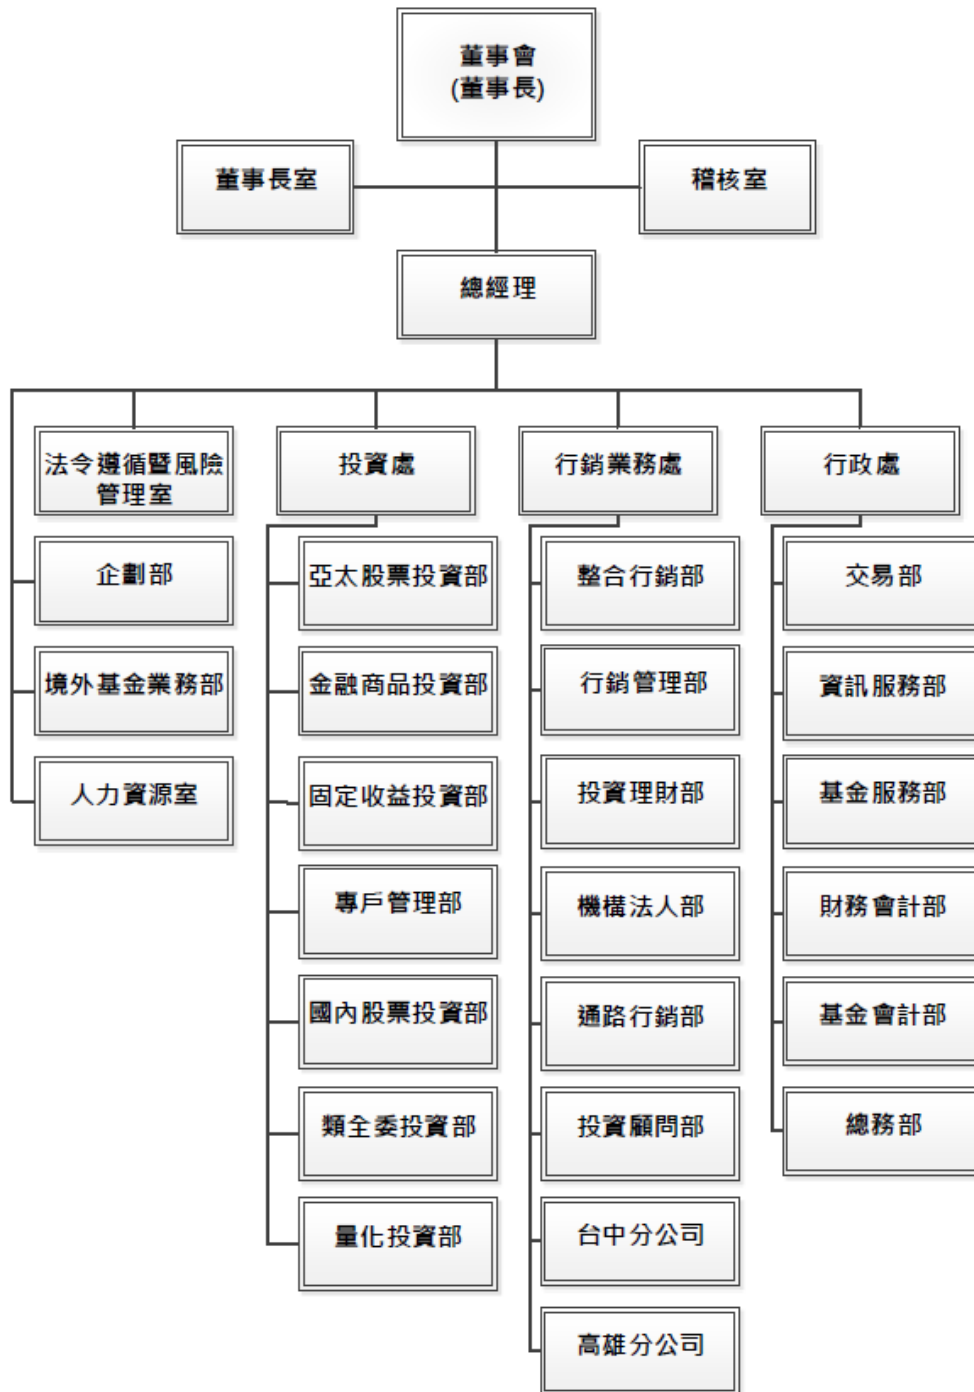 董事會
(董事長)
董事長室
稽核室
總經理
法令遵循暨風險
管理室
投資處
行銷業務處
行政處
企劃部
亞太股票投資部
整合行銷部
交易部
境外基金業務部
金融商品投資部
行銷管理部
資訊服務部
人力資源室
固定收益投資部
投資理財部
基金服務部
專戶管理部
機構法人部
財務會計部
國內股票投資部
通路行銷部
基金會計部
類全委投資部
投資顧問部
總務部
量化投資部
台中分公司
高雄分公司